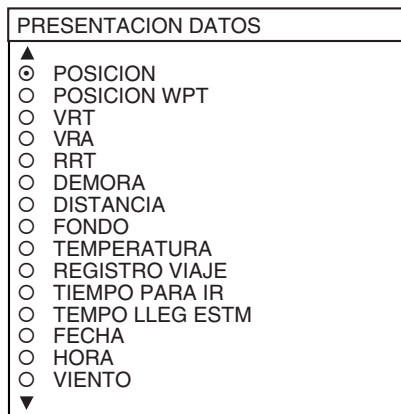 PRESENTACION DATOS
POSICION
POSICION WPT
VRT
VRA
RRT
DEMORA
DISTANCIA
FONDO
TEMPERATURA
REGISTRO VIAJE
TIEMPO PARA IR
TEMPO LLEG ESTM
FECHA
HORA
VIENTO